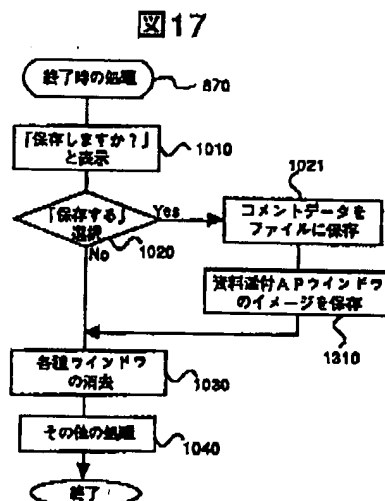 図17
終了時の処理
870
「保存しますか？」
と表示
1010
「保存する」
選択
Yes
1020
No
1021
コメントデータを
ファイルに保存
資料添付APウインドウ
のイメージを保存
1310
各種ウインドウ
の消去
1030
その他の処理
1040
終了